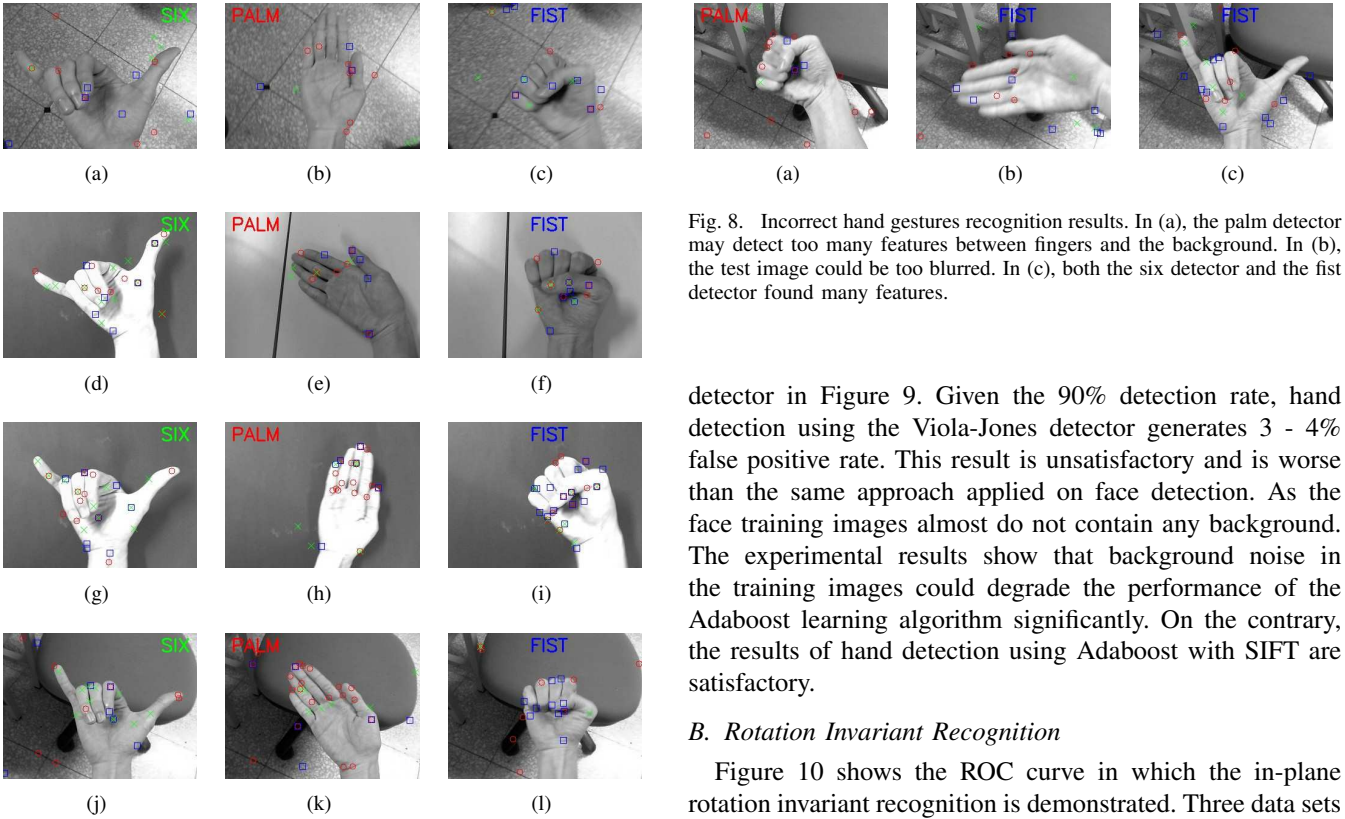 SIX
PALM
FIST
(a)
(b)
(c)
SIX
PALM
FIST
(d)
(e)
(f)
SIX
PALM
FIST
(g)
(h)
(i)
SIX
PALM
FIST
(j)
(k)
(l)
PALM
FIST
FIST
(a)
(b)
(c)
Fig. 8. Incorrect hand gestures recognition results. In (a), the palm detector
may detect too many features between fingers and the background. In (b),
the test image could be too blurred. In (c), both the six detector and the fist
detector found many features.
detector in Figure 9. Given the 90% detection rate, hand
detection using the Viola-Jones detector generates 3 - 4%
false positive rate. This result is unsatisfactory and is worse
than the same approach applied on face detection. As the
face training images almost do not contain any background.
The experimental results show that background noise in
the training images could degrade the performance of the
Adaboost learning algorithm significantly. On the contrary,
the results of hand detection using Adaboost with SIFT are
satisfactory.
B. Rotation Invariant Recognition
Figure 10 shows the ROC curve in which the in-plane
rotation invariant recognition is demonstrated. Three data sets